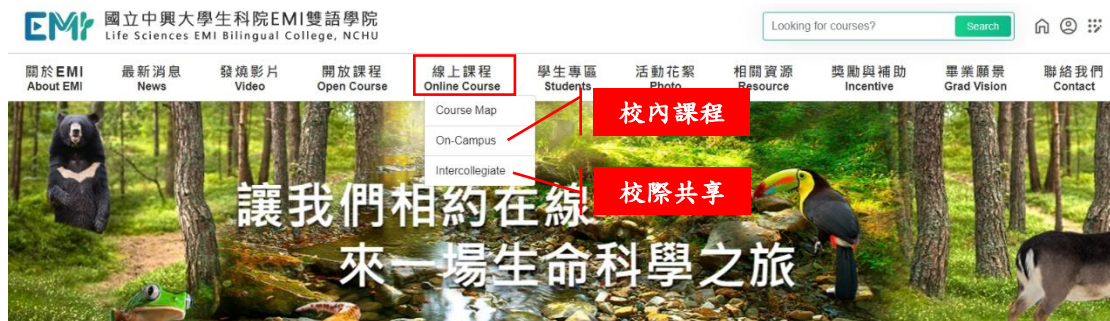 EMI 國立中興大學生科院EMI雙語學院
Life Sciences EMI Bilingual College, NCHU
Looking for courses?
Search
關於EMI 最新消息 發燒影片 開放課程 線上課程 學生專區 活動花絮 相關資源 獎勵與補助 畢業願景 聯絡我們
About EMI News Video Open Course Online Course Students Photo Resource Incentive Grad Vision Contact
Course Map
On-Campus
Intercollegiate
校內課程
校際共享
讓我們相約在線
來一場生命科學之旅